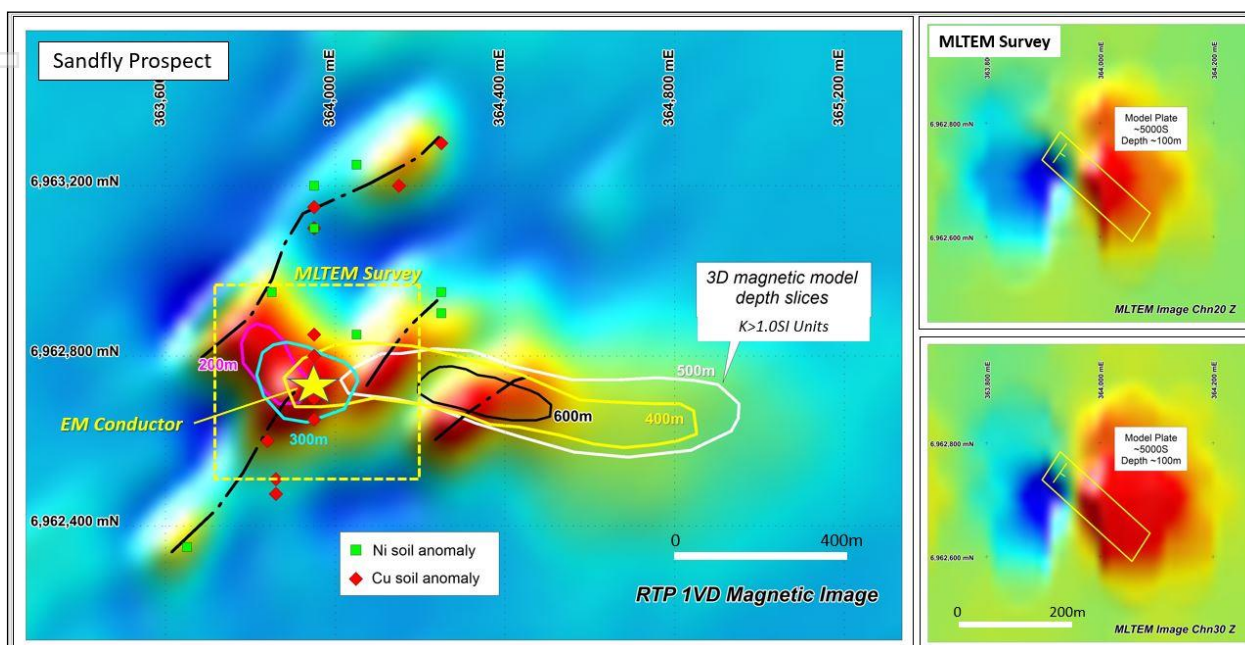 Sandfly Prospect
363,600 mE
364,000 mE
364,400 mE
364,800 mE
365,200 mE
6,963,200 mN
6,962,800 mN
6,962,400 mN
MLTEM Survey
3D magnetic model
depth slices
K>1.0SI Units
200m
300m
500m
400m
600m
EM Conductor
Ni soil anomaly
Cu soil anomaly
0
400m
RTP 1VD Magnetic Image
MLTEM Survey
364,000 mE
364,200 mE
6,962,800 mN
6,962,600 mN
Model Plate
~5000S
Depth ~100m
MLTEM Image Chn20 Z
363,800 mE
364,000 mE
364,200 mE
6,962,800 mN
6,962,600 mN
Model Plate
~5000S
Depth ~100m
0
200m
MLTEM Image Chn30 Z